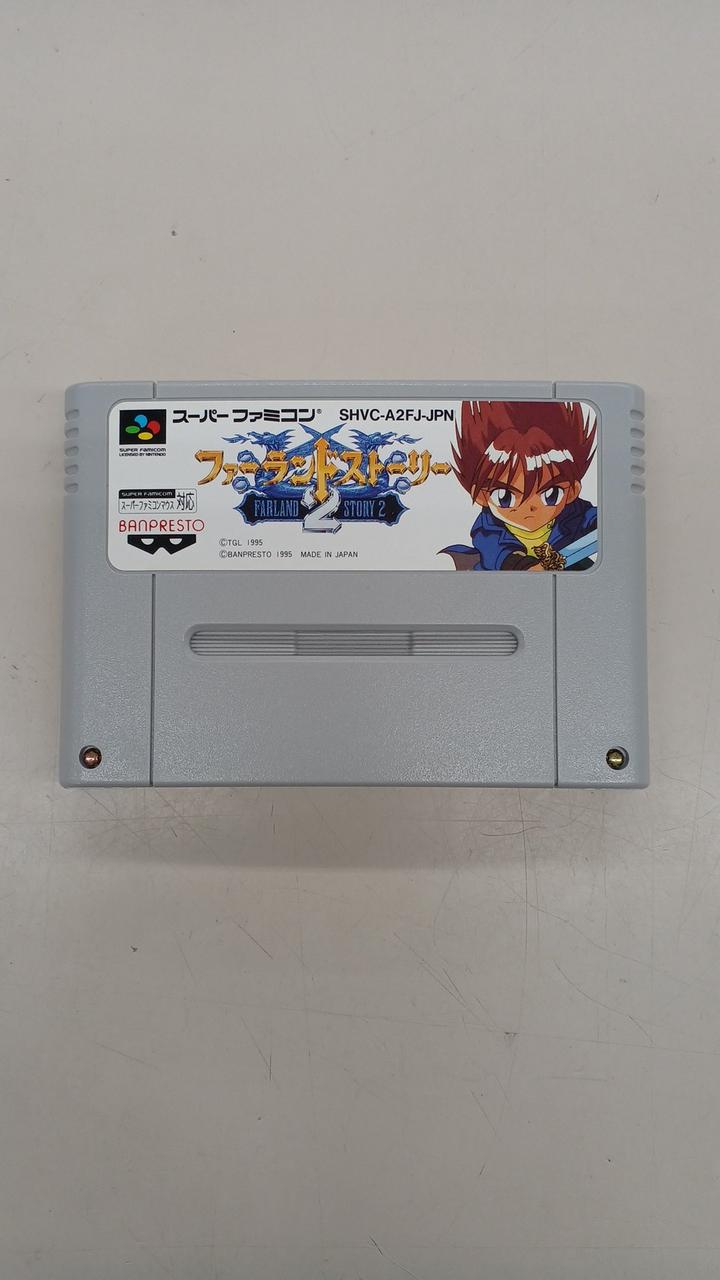 スーパーファミコン® SHVC-A2FJ-JPN
SUPER FAMICOM
LICENSED BY NINTENDO
ファーランドストーリー
2
FARLAND STORY 2
SUPER FAMICOM
スーパーファミコンマウス 対応
BANPRESTO
©TGL 1995
©BANPRESTO 1995 MADE IN JAPAN